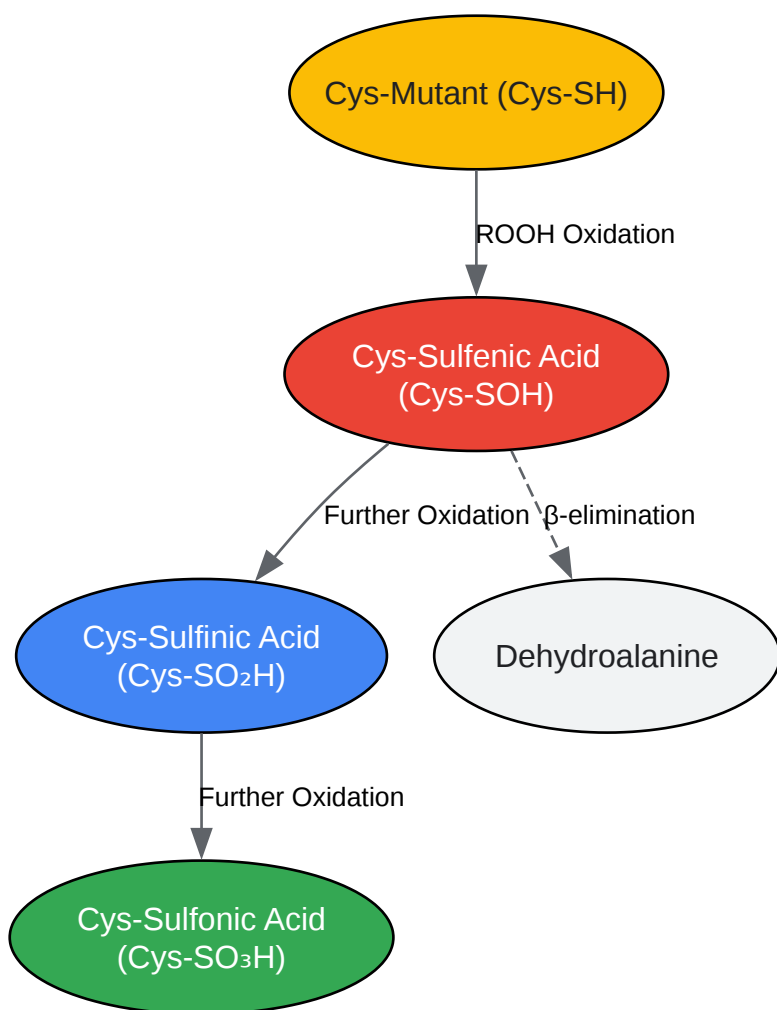 Cys-Mutant (Cys-SH)
ROOH Oxidation
Cys-Sulfenic Acid
(Cys-SOH)
Further Oxidation
β-elimination
Cys-Sulfinic Acid
(Cys-SO₂H)
Dehydroalanine
Further Oxidation
Cys-Sulfonic Acid
(Cys-SO₃H)